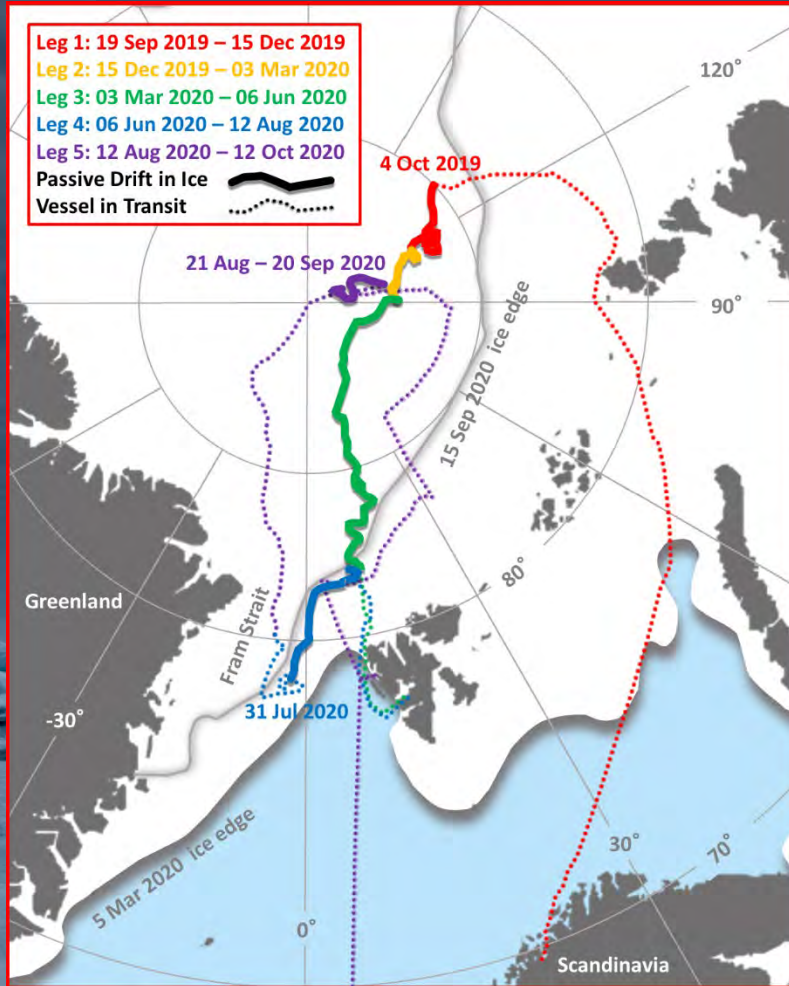 Leg 1: 19 Sep 2019 – 15 Dec 2019
Leg 2: 15 Dec 2019 – 03 Mar 2020
Leg 3: 03 Mar 2020 – 06 Jun 2020
Leg 4: 06 Jun 2020 – 12 Aug 2020
Leg 5: 12 Aug 2020 – 12 Oct 2020
Passive Drift in Ice
Vessel in Transit
120°
4 Oct 2019
21 Aug – 20 Sep 2020
90°
15 Sep 2020 ice edge
80°
Greenland
Fram Strait
-30°
31 Jul 2020
5 Mar 2020 ice edge
30°
70°
0°
Scandinavia